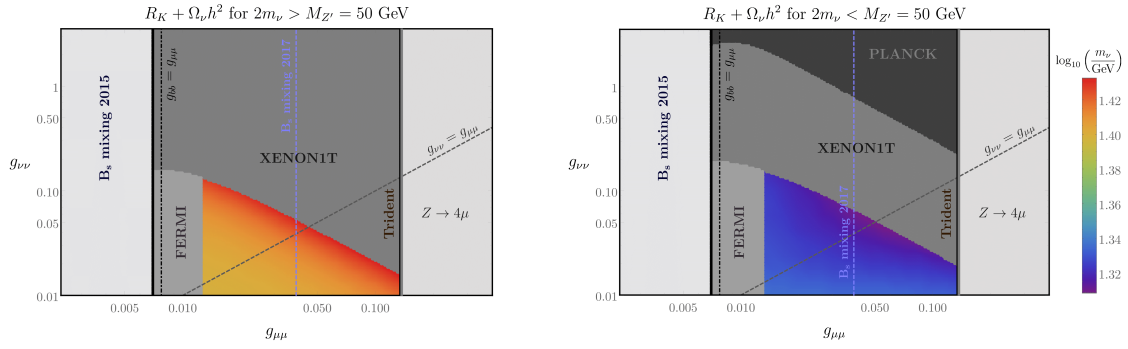 R_K + Ω_νh² for 2m_ν > M_Z′ = 50 GeV
B_s mixing 2015
g_bb = g_μμ
B_s mixing 2017
XENON1T
g_νν = g_μμ
FERMI
Trident
Z → 4μ
g_νν
1
0.50
0.10
0.05
0.01
0.005
0.010
0.050
0.100
g_μμ
R_K + Ω_νh² for 2m_ν < M_Z′ = 50 GeV
PLANCK
B_s mixing 2015
g_bb = g_μμ
XENON1T
g_νν = g_μμ
B_s mixing 2017
FERMI
Trident
Z → 4μ
g_νν
1
0.50
0.10
0.05
0.01
0.005
0.010
0.050
0.100
g_μμ
log₁₀(m_ν/GeV)
1.42
1.40
1.38
1.36
1.34
1.32